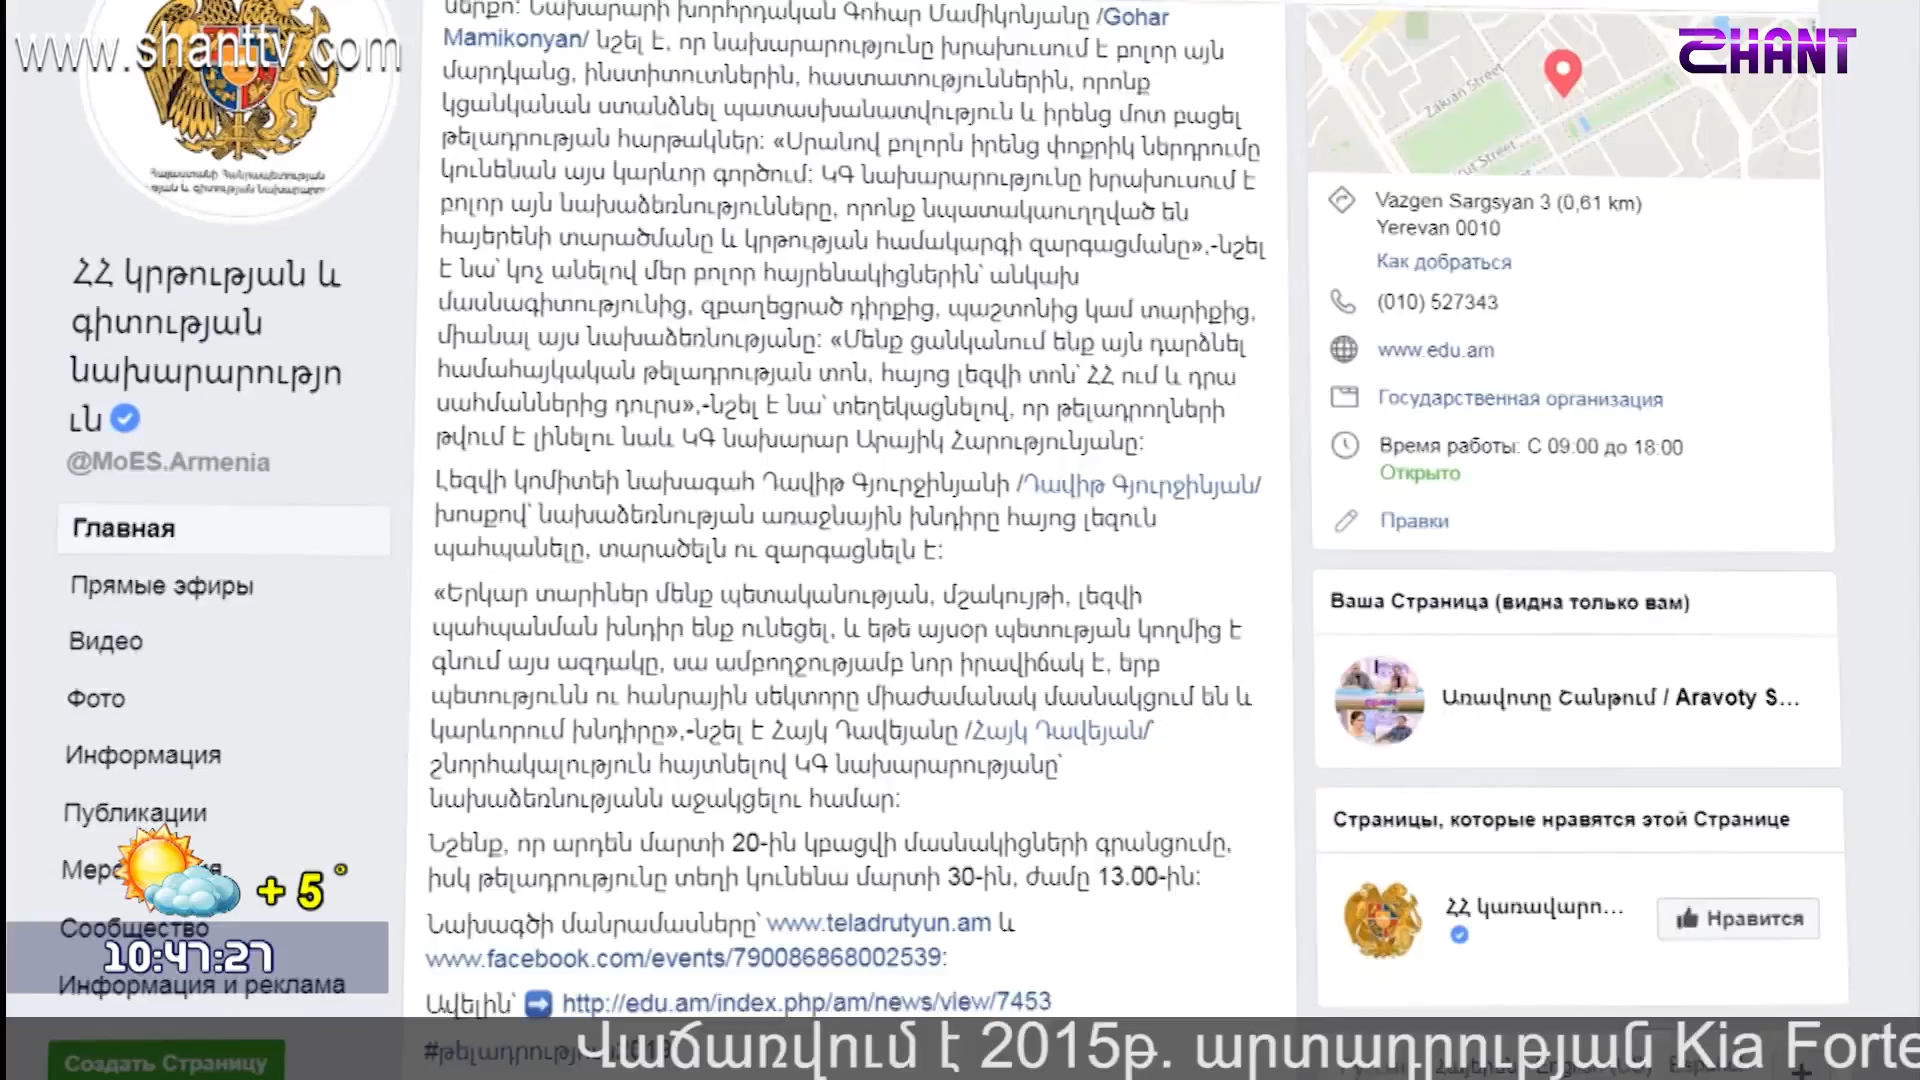 www.shanttv.com
SHANT
Հայաստանի Հանրապետության
ՀՀ կրթության և
գիտության
նախարարությո
ւն
@MoES.Armenia
Главная
Прямые эфиры
Видео
Фото
Информация
Публикации
Сообщество
Информация и реклама
Создать Страницу
+ 5 °
10:47:27
ներքո: Նախարարի խորհրդական Գոհար Մամիկոնյանը /Gohar
Mamikonyan/ նշել է, որ նախարարությունը խրախուսում է բոլոր այն
մարդկանց, ինստիտուտներին, հաստատություններին, որոնք
կցանկանան ստանձնել պատասխանատվություն և իրենց մոտ բացել
թելադրության հարթակներ: «Սրանով բոլորն իրենց փոքրիկ ներդրումը
կունենան այս կարևոր գործում: ԿԳ նախարարությունը խրախուսում է
բոլոր այն նախաձեռնությունները, որոնք նպատակաուղղված են
հայերենի տարածմանը և կրթության համակարգի զարգացմանը»,-նշել
է նա՝ կոչ անելով մեր բոլոր հայրենակիցներին՝ անկախ
մասնագիտությունից, զբաղեցրած դիրքից, պաշտոնից կամ տարիքից,
միանալ այս նախաձեռնությանը: «Մենք ցանկանում ենք այն դարձնել
համահայկական թելադրության տոն, հայոց լեզվի տոն՝ ՀՀ ում և դրա
սահմաններից դուրս»,-նշել է նա՝ տեղեկացնելով, որ թելադրողների
թվում է լինելու նաև ԿԳ նախարար Արայիկ Հարությունյանը:
Լեզվի կոմիտեի նախագահ Դավիթ Գյուրջինյանի /Դավիթ Գյուրջինյան/
խոսքով՝ նախաձեռնության առաջնային խնդիրը հայոց լեզուն
պահպանելը, տարածելն ու զարգացնելն է:
«Երկար տարիներ մենք պետականության, մշակույթի, լեզվի
պահպանման խնդիր ենք ունեցել, և եթե այսօր պետության կողմից է
գնում այս ազդակը, սա ամբողջությամբ նոր իրավիճակ է, երբ
պետությունն ու հանրային սեկտորը միաժամանակ մասնակցում են և
կարևորում խնդիրը»,-նշել է Հայկ Դավեյանը /Հայկ Դավեյան/՝
շնորհակալություն հայտնելով ԿԳ նախարարությանը՝
նախաձեռնությանն աջակցելու համար:
Նշենք, որ արդեն մարտի 20-ին կբացվի մասնակիցների գրանցումը,
իսկ թելադրությունը տեղի կունենա մարտի 30-ին, ժամը 13.00-ին:
Նախագծի մանրամասները՝ www.teladrutyun.am և
www.facebook.com/events/790086868002539:
Ավելին՝ http://edu.am/index.php/am/news/view/7453
Zakian Street
Street
Vazgen Sargsyan 3 (0,61 km)
Yerevan 0010
Как добраться
(010) 527343
www.edu.am
Государственная организация
Время работы: С 09:00 до 18:00
Открыто
Правки
Ваша Страница (видна только вам)
Առավոտը Շանթում / Aravoty S...
Страницы, которые нравятся этой Странице
ՀՀ կառավարո...
Нравится
Վաճառվում է 2015թ. արտադրության Kia Forte